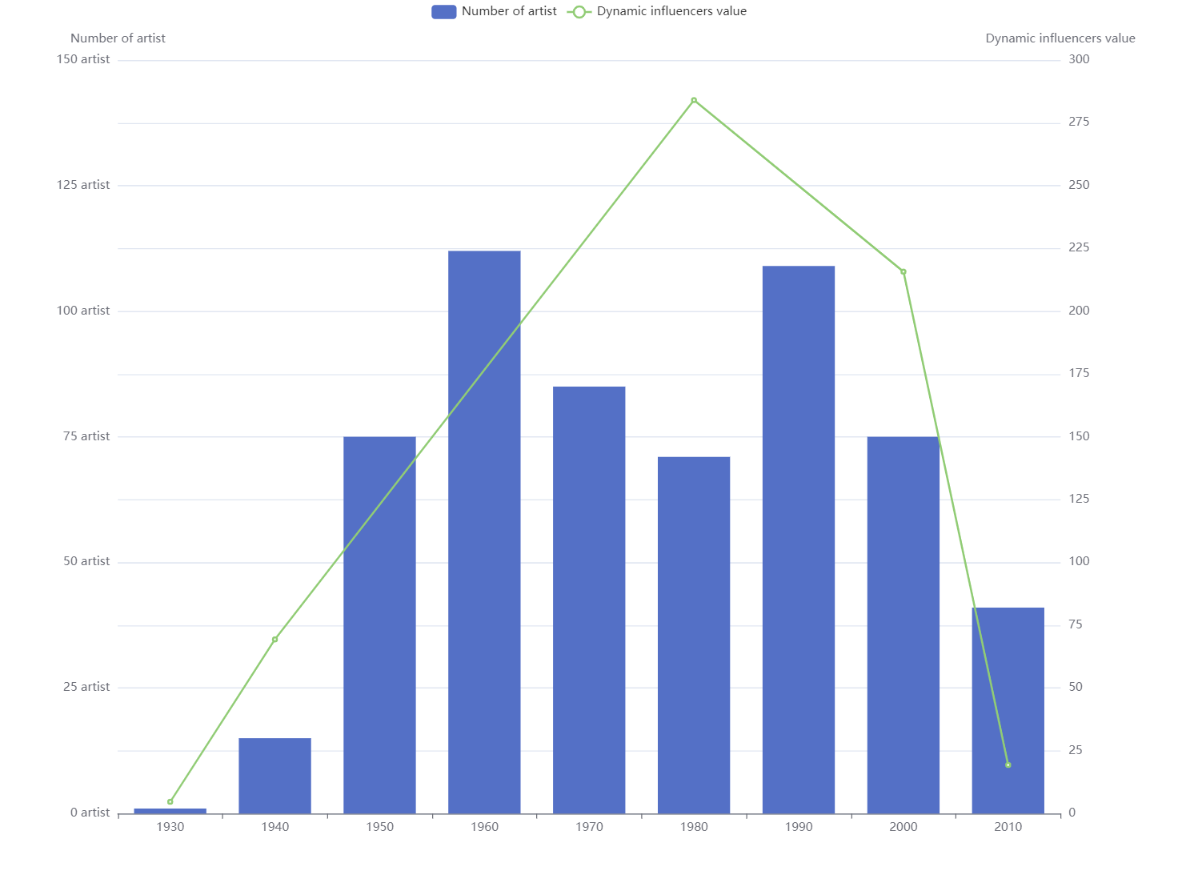 Number of artist Dynamic influencers value
Number of artist Dynamic influencers value
150 artist 300
275
125 artist 250
225
100 artist 200
175
75 artist 150
125
50 artist 100
75
25 artist 50
25
0 artist 0
1930 1940 1950 1960 1970 1980 1990 2000 2010